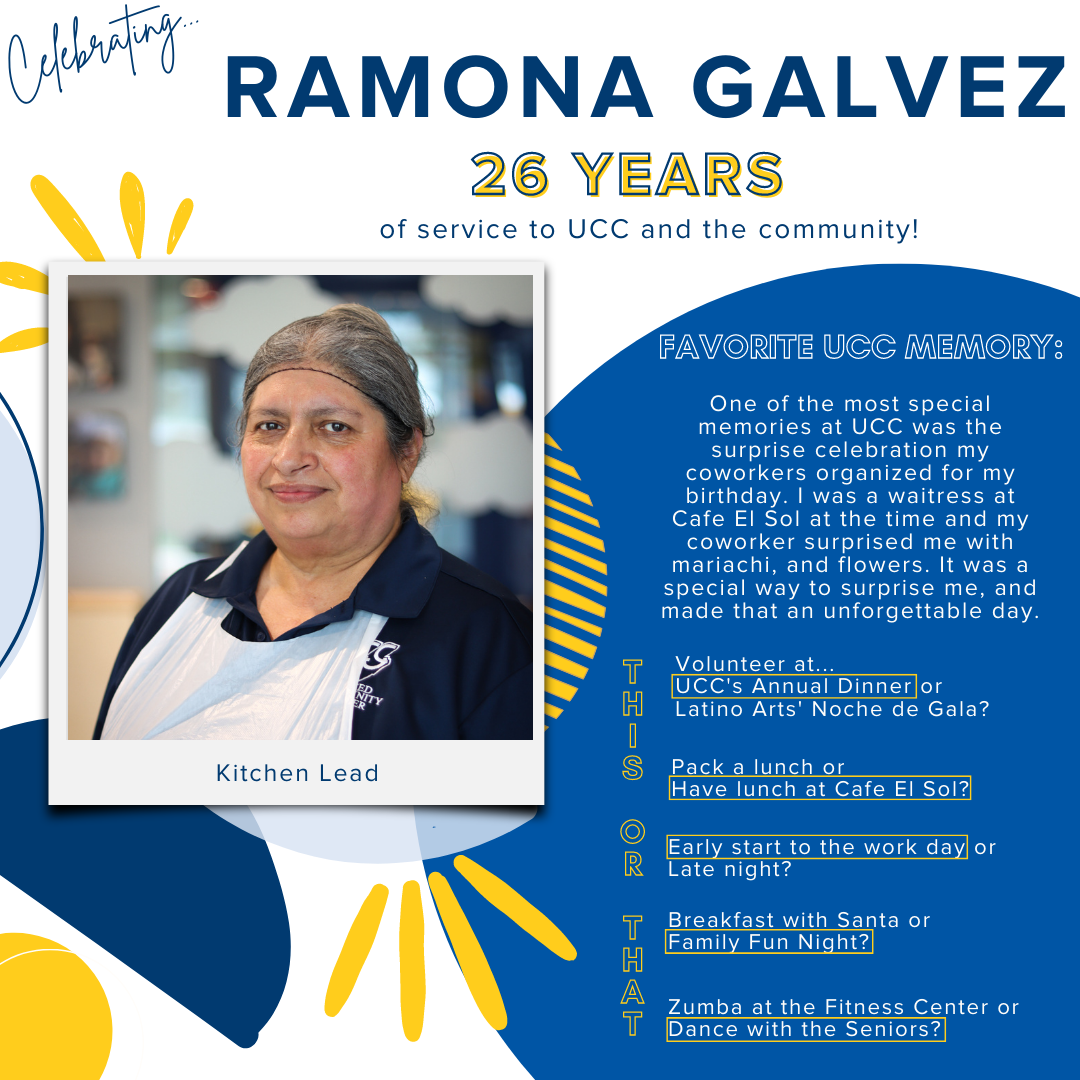 Celebrating...
RAMONA GALVEZ
26 YEARS
of service to UCC and the community!
FAVORITE UCC MEMORY:
One of the most special
memories at UCC was the
surprise celebration my
coworkers organized for my
birthday. I was a waitress at
Cafe El Sol at the time and my
coworker surprised me with
mariachi, and flowers. It was a
special way to surprise me, and
made that an unforgettable day.
Kitchen Lead
THIS
OR
THAT
Volunteer at...
UCC's Annual Dinner or
Latino Arts' Noche de Gala?
Pack a lunch or
Have lunch at Cafe El Sol?
Early start to the work day or
Late night?
Breakfast with Santa or
Family Fun Night?
Zumba at the Fitness Center or
Dance with the Seniors?